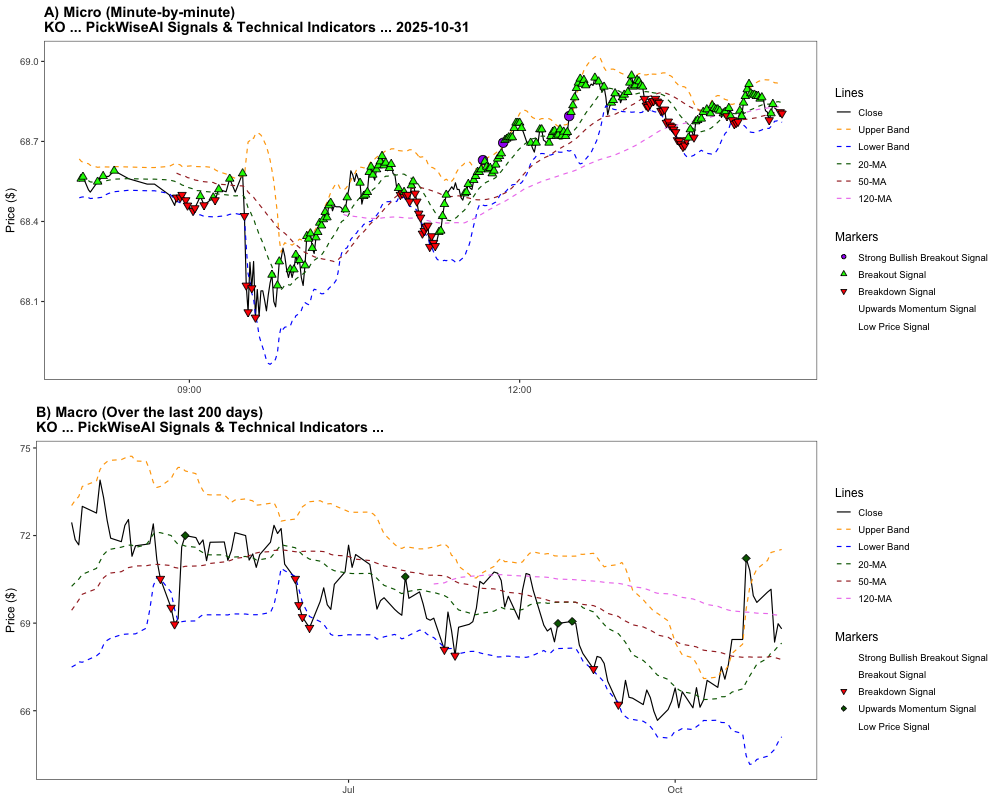 A) Micro (Minute-by-minute)
KO ... PickWiseAI Signals & Technical Indicators ... 2025-10-31
69.0
68.7
68.4
68.1
Price ($)
09:00
12:00
Lines
Close
Upper Band
Lower Band
20-MA
50-MA
120-MA
Markers
Strong Bullish Breakout Signal
Breakout Signal
Breakdown Signal
Upwards Momentum Signal
Low Price Signal
B) Macro (Over the last 200 days)
KO ... PickWiseAI Signals & Technical Indicators ...
75
72
69
66
Price ($)
Jul
Oct
Lines
Close
Upper Band
Lower Band
20-MA
50-MA
120-MA
Markers
Strong Bullish Breakout Signal
Breakout Signal
Breakdown Signal
Upwards Momentum Signal
Low Price Signal